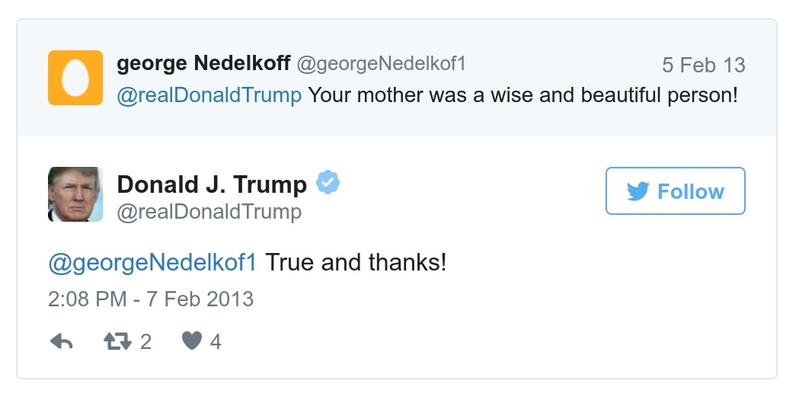 george Nedelkoff @georgeNedelkof1 5 Feb 13
@realDonaldTrump Your mother was a wise and beautiful person!
Donald J. Trump
@realDonaldTrump
Follow
@georgeNedelkof1 True and thanks!
2:08 PM - 7 Feb 2013
2 4